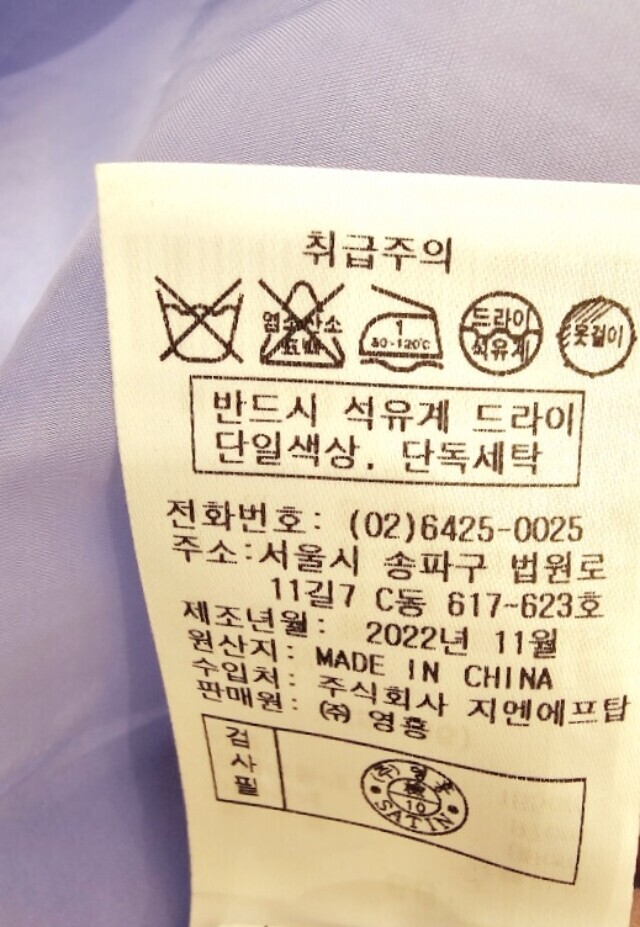 취급주의
염소산소
표백
1
80-120℃
드라이
석유계
옷걸이
반드시 석유계 드라이
단일색상. 단독세탁
전화번호: (02)6425-0025
주소:서울시 송파구 법원로
11길7 C동 617-623호
제조년월: 2022년 11월
원산지: MADE IN CHINA
수입처: 주식회사 지엔에프탑
판매원: ㈜ 영흥
검사필
(주) 영흥
10
SATIN